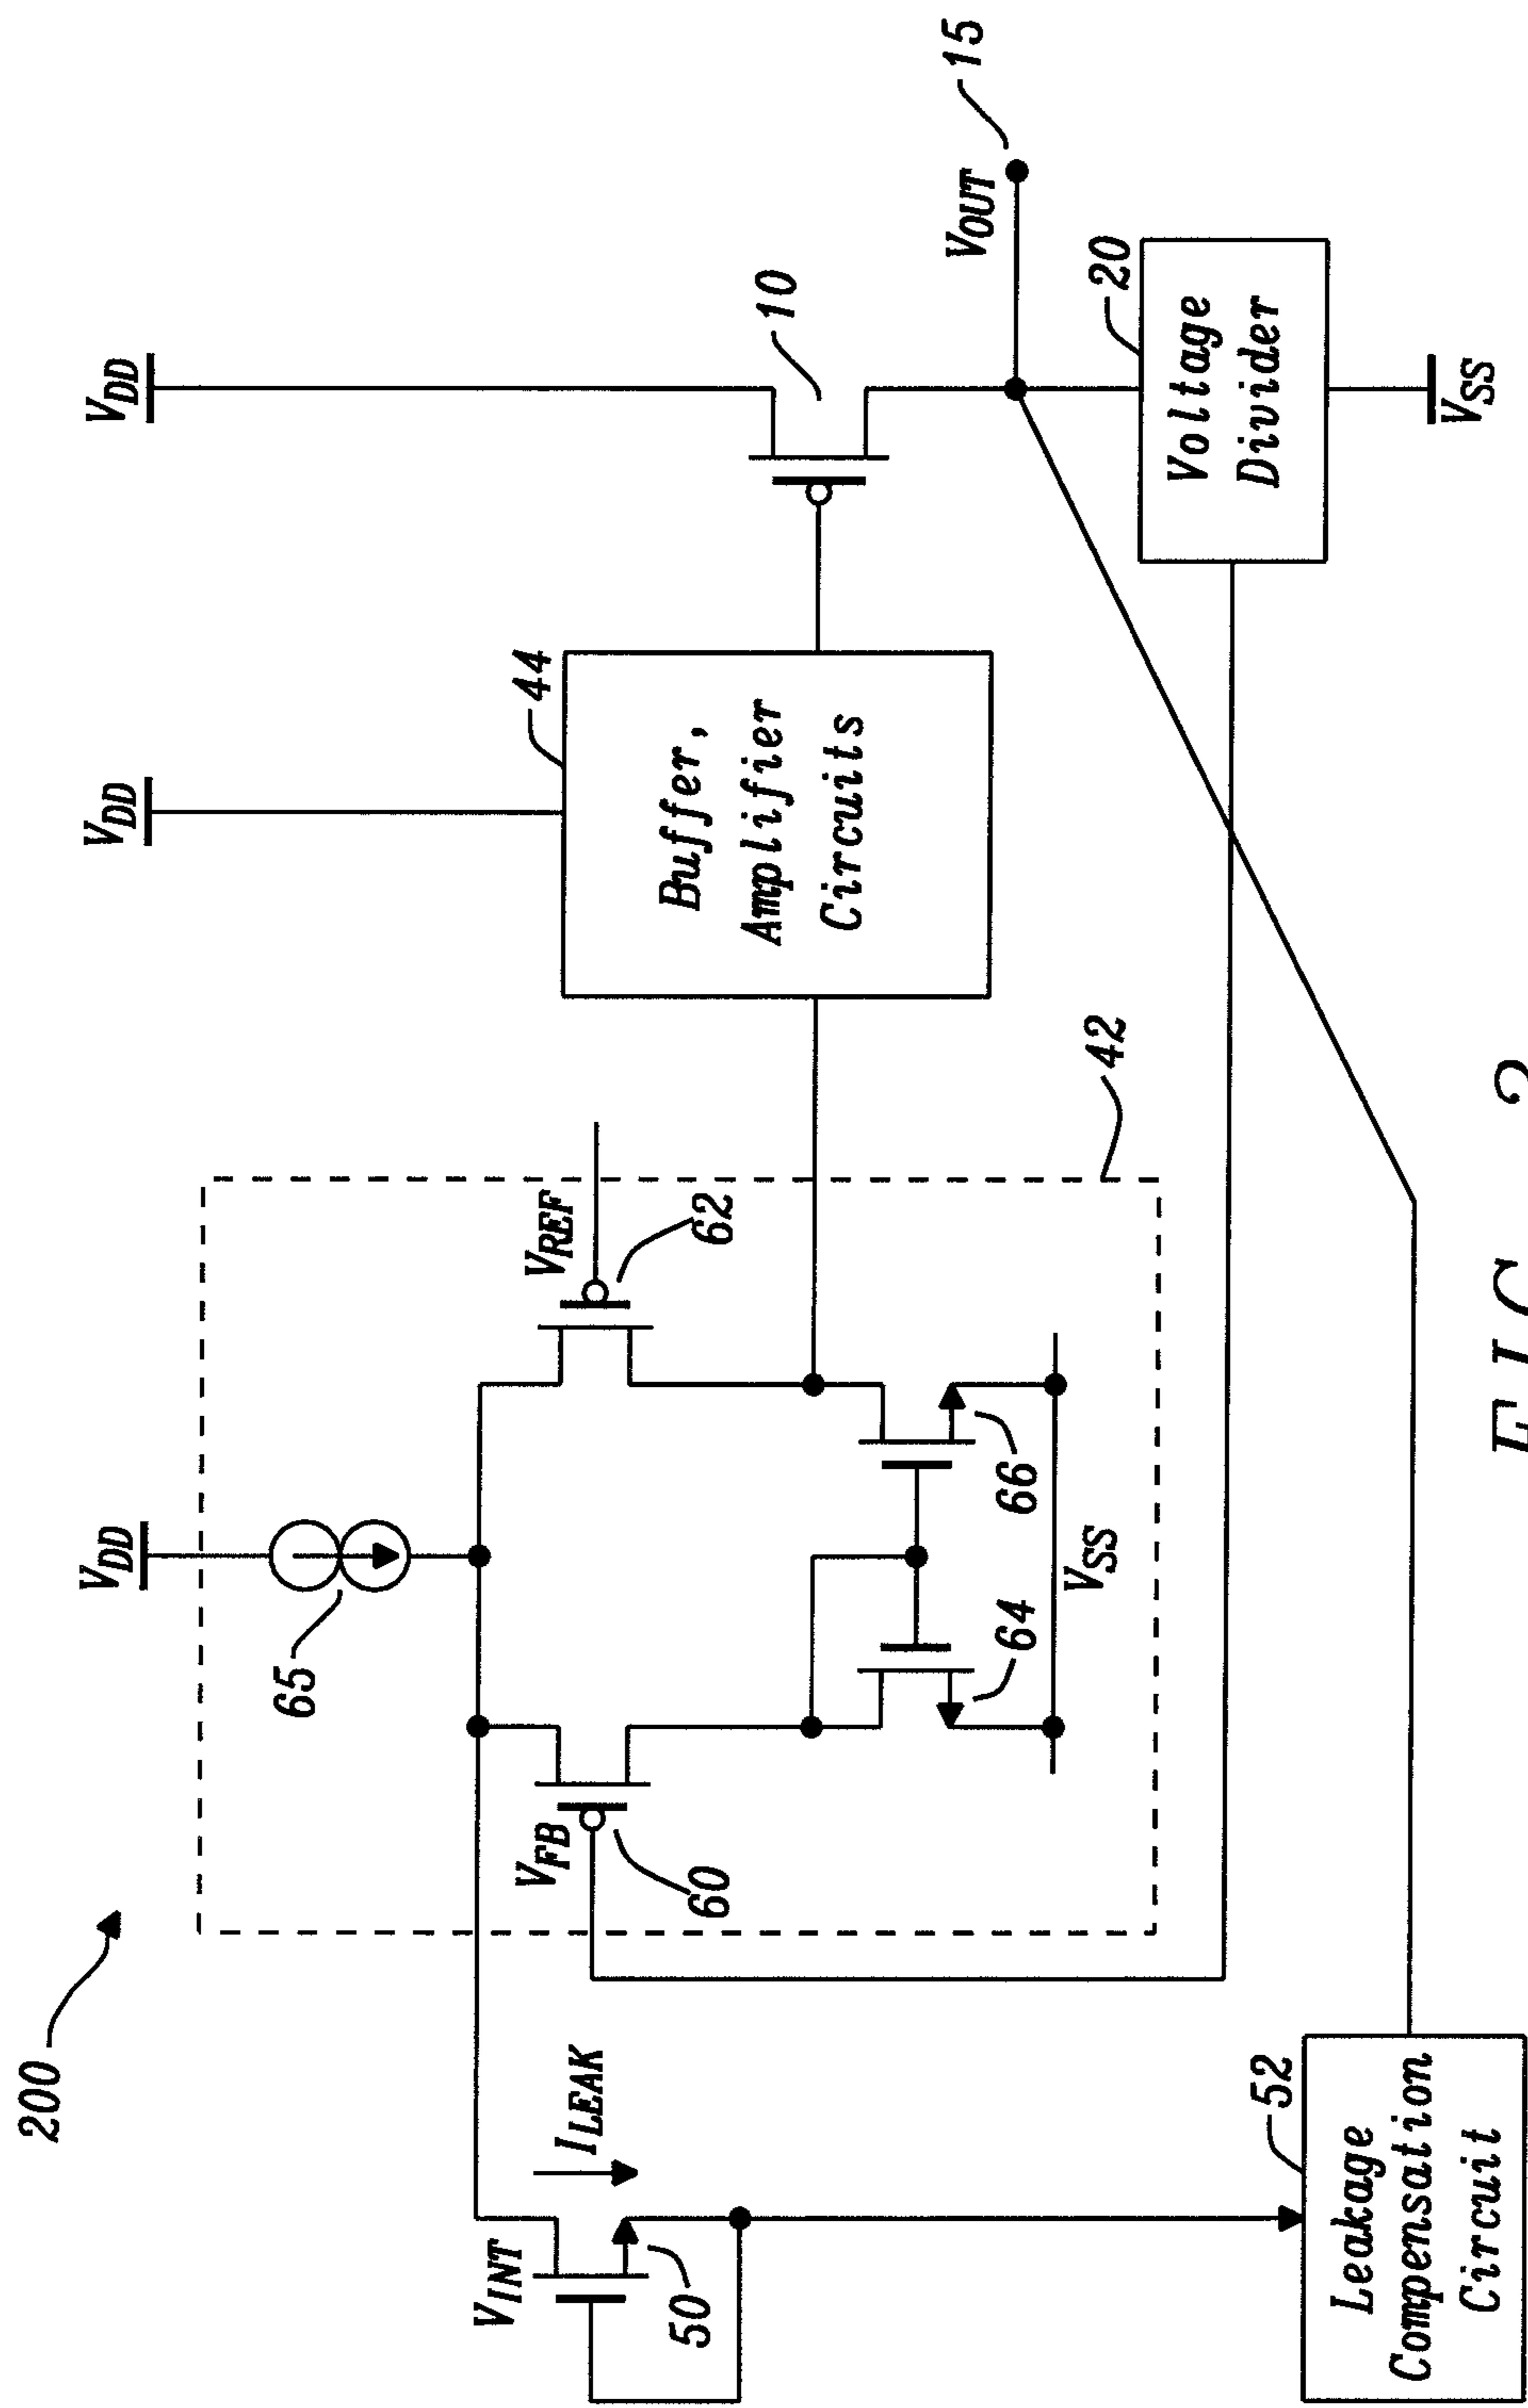 200
V_DD
V_DD
V_DD
65
V_INT
I_LEAK
50
V_FB
60
V_REF
62
64
66
V_SS
42
44
Buffer,
Amplifier
Circuits
10
V_OUT
15
20
Voltage
Divider
V_SS
52
Leakage
Compensation
Circuit